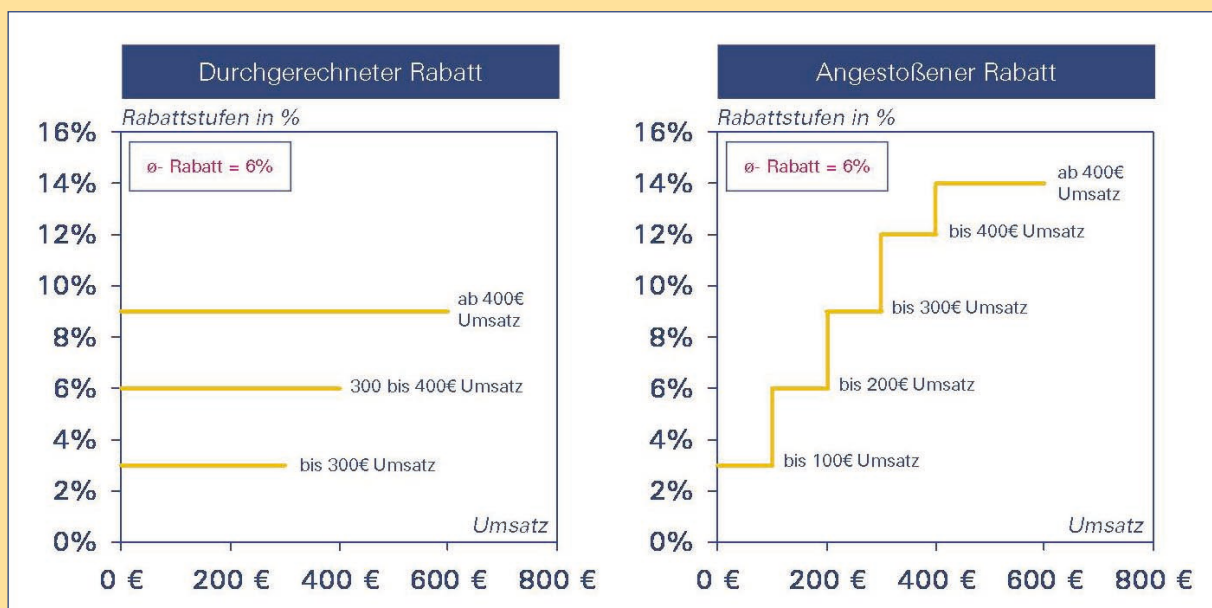 Durchgerechneter Rabatt
Rabattstufen in %
16%
ø- Rabatt = 6%
14%
12%
10%
ab 400€
Umsatz
8%
6%
300 bis 400€ Umsatz
4%
bis 300€ Umsatz
2%
Umsatz
0%
0 €
200 €
400 €
600 €
800 €
Angestoßener Rabatt
Rabattstufen in %
16%
ø- Rabatt = 6%
ab 400€
Umsatz
14%
12%
bis 400€ Umsatz
10%
bis 300€ Umsatz
8%
6%
bis 200€ Umsatz
4%
bis 100€ Umsatz
2%
Umsatz
0%
0 €
200 €
400 €
600 €
800 €